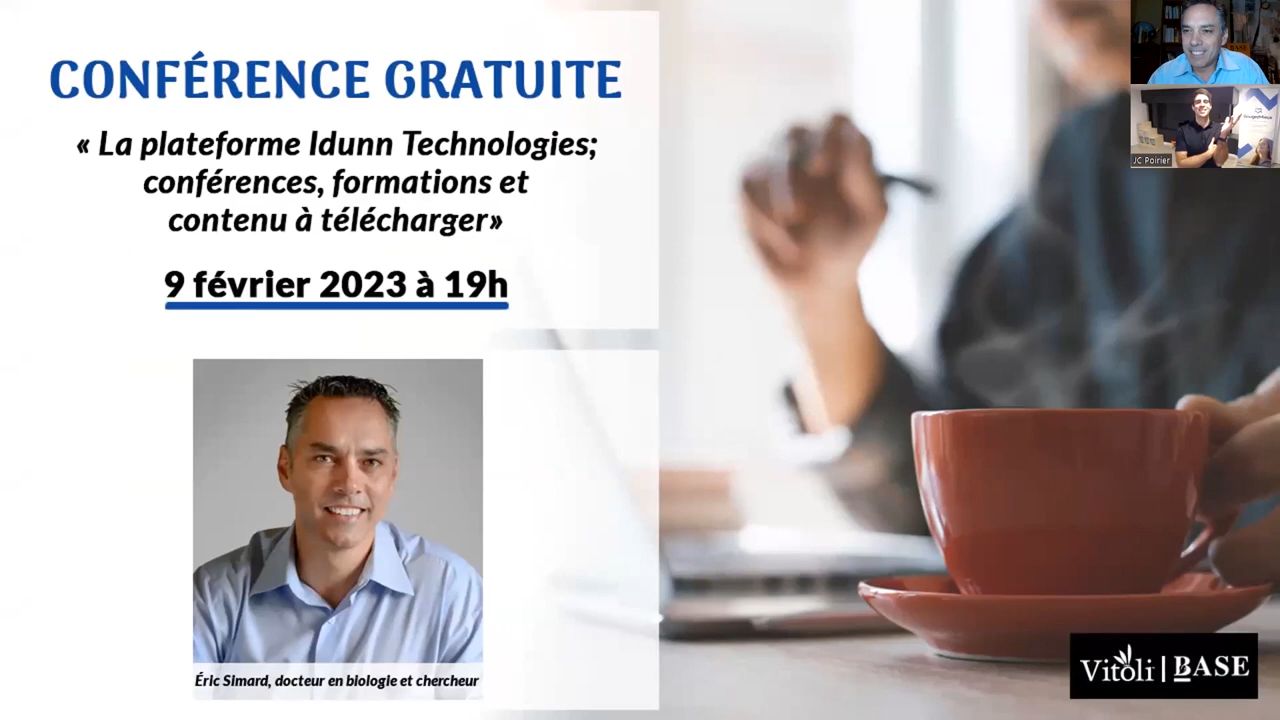 CONFÉRENCE GRATUITE
« La plateforme Idunn Technologies;
conférences, formations et
contenu à télécharger»
9 février 2023 à 19h
Éric Simard, docteur en biologie et chercheur
BASE
JC Poirier
Vitoli | BASE